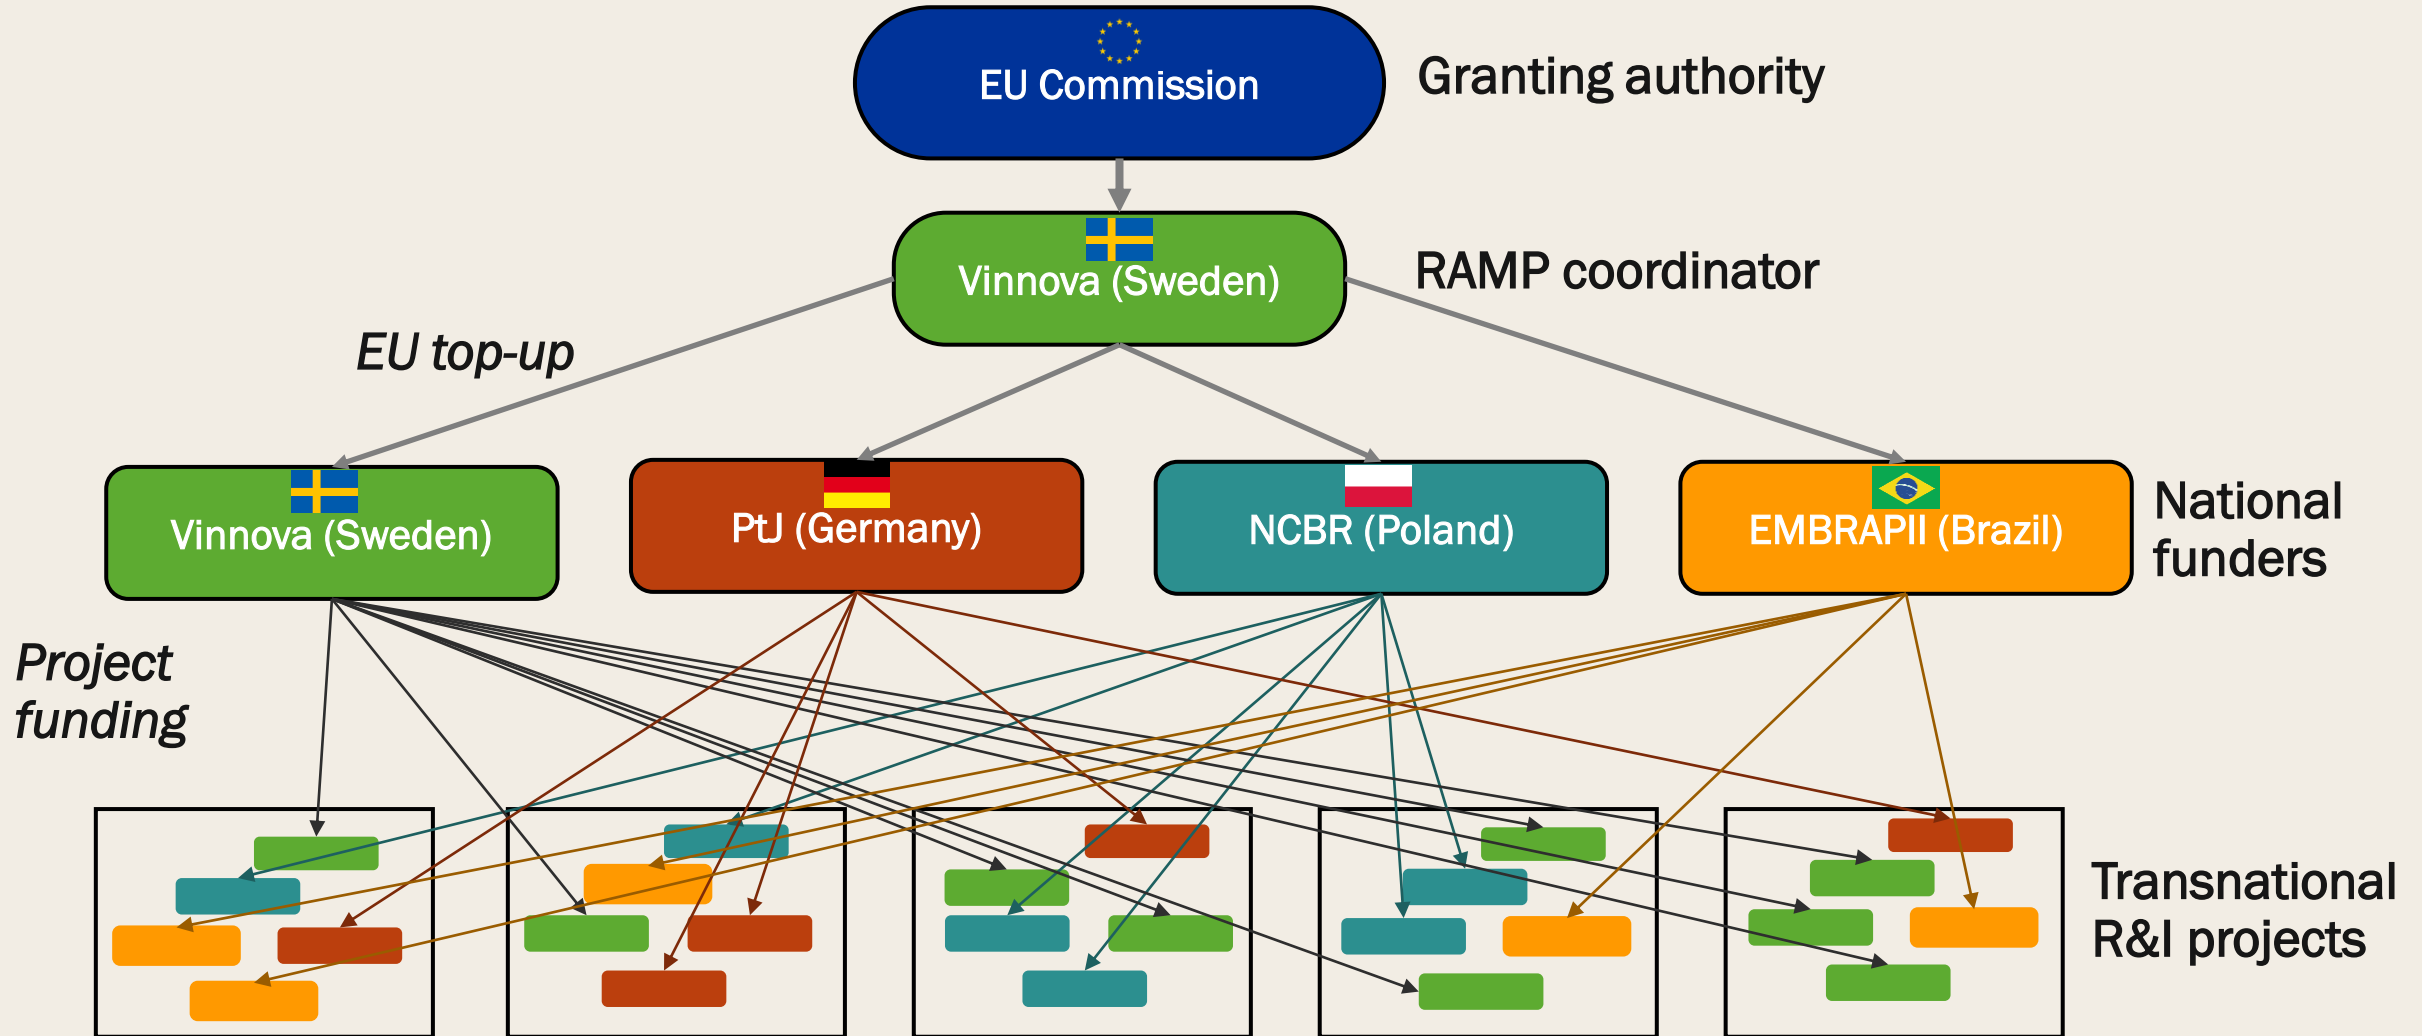 EU Commission
Granting authority
Vinnova (Sweden)
RAMP coordinator
EU top-up
Vinnova (Sweden)
PtJ (Germany)
NCBR (Poland)
EMBRAPII (Brazil)
National
funders
Project
funding
Transnational
R&I projects